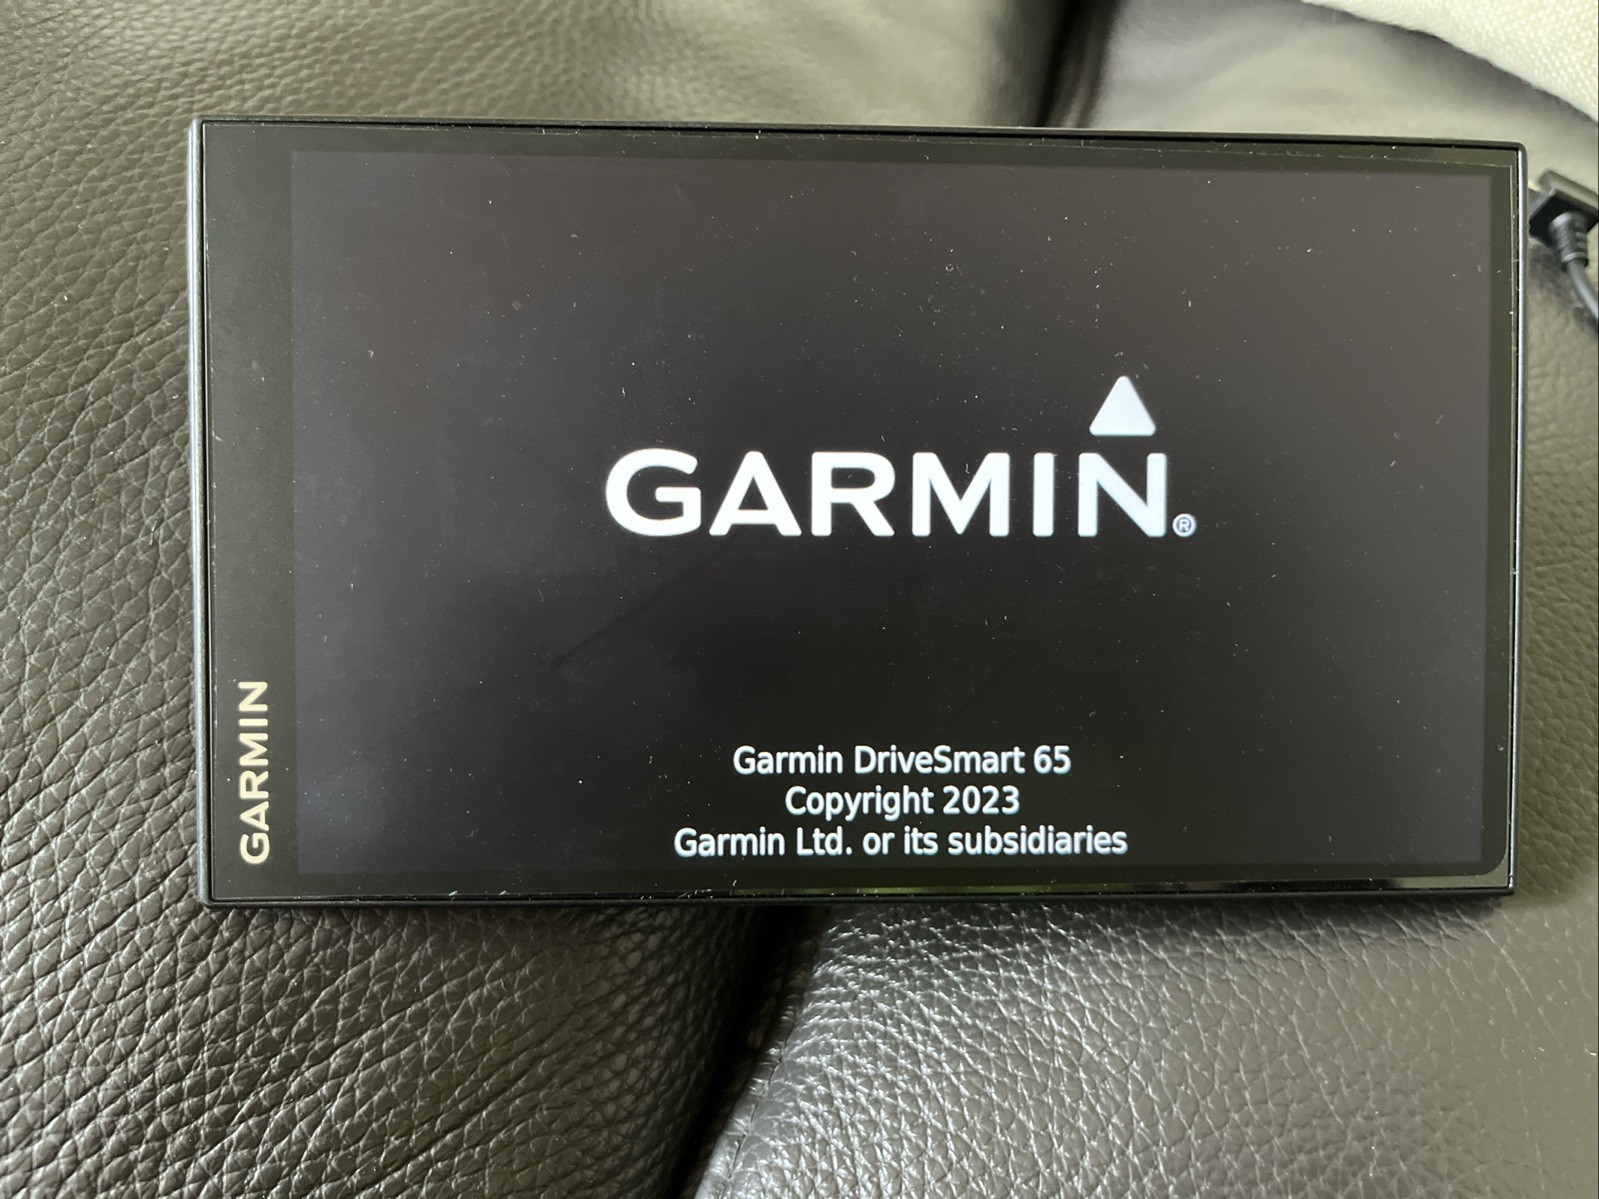 GARMIN®
Garmin DriveSmart 65
Copyright 2023
Garmin Ltd. or its subsidiaries
GARMIN